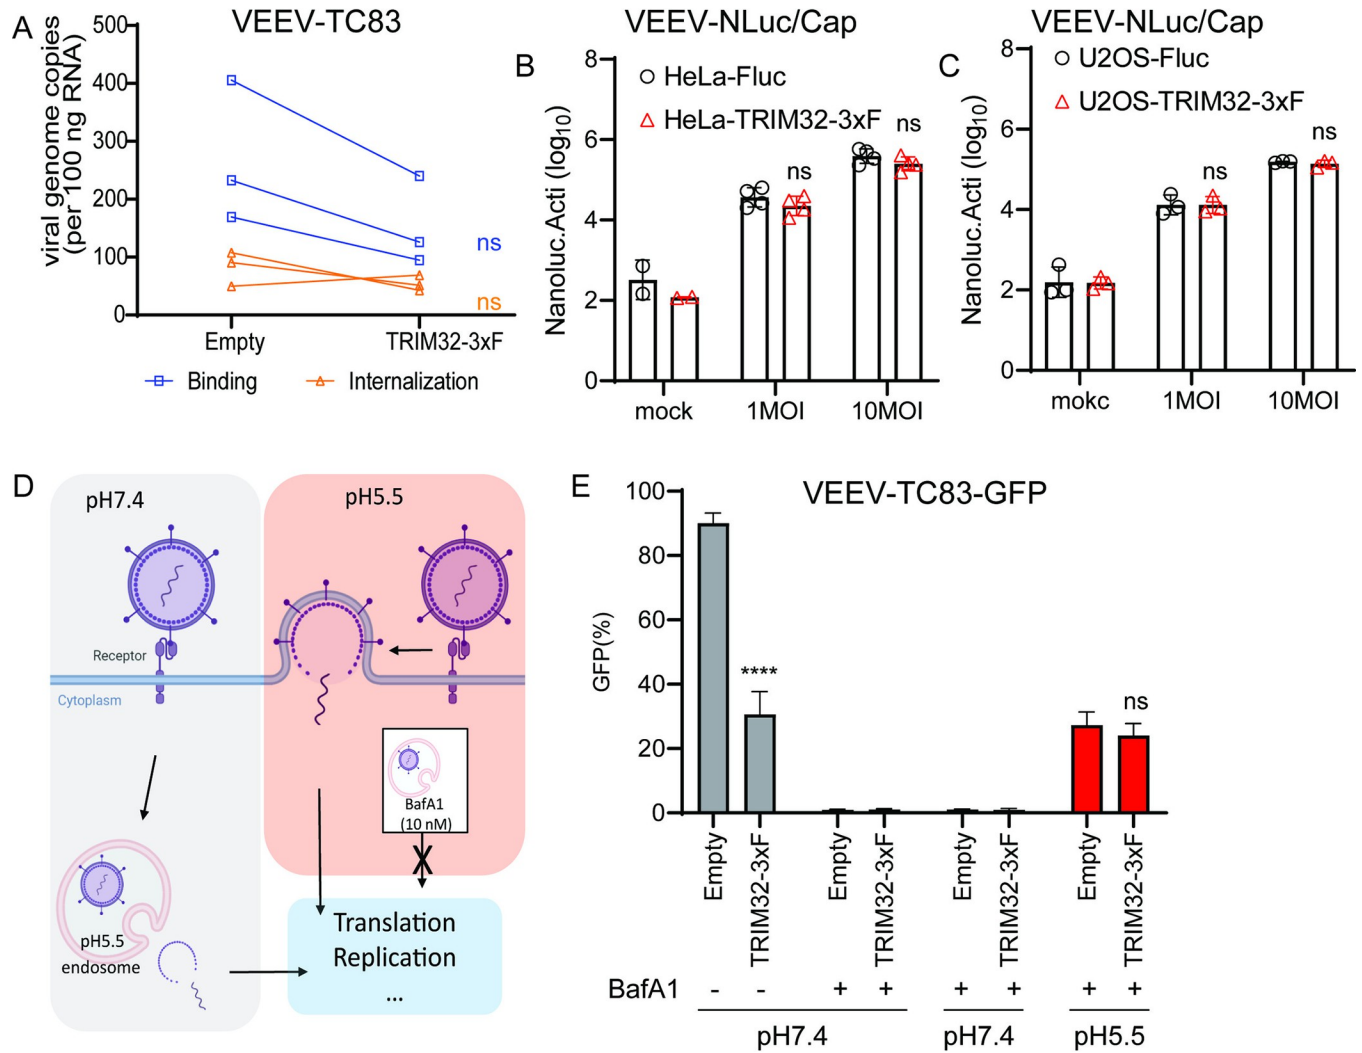 A
VEEV-TC83
viral genome copies
(per 100 ng RNA)
500
400
300
200
100
0
ns
ns
Empty
TRIM32-3xF
Binding
Internalization
B
VEEV-NLuc/Cap
Nanoluc.Acti (log10)
8
6
4
2
0
HeLa-Fluc
HeLa-TRIM32-3xF
ns
ns
mock
1MOI
10MOI
C
VEEV-NLuc/Cap
Nanoluc.Acti (log10)
8
6
4
2
0
U2OS-Fluc
U2OS-TRIM32-3xF
ns
ns
mokc
1MOI
10MOI
D
pH7.4
pH5.5
Receptor
Cytoplasm
BafA1
(10 nM)
X
pH5.5
endosome
Translation
Replication
...
E
VEEV-TC83-GFP
GFP(%)
100
80
60
40
20
0
****
ns
Empty
TRIM32-3xF
Empty
TRIM32-3xF
Empty
TRIM32-3xF
Empty
TRIM32-3xF
BafA1 - - + + + + + +
pH7.4 pH7.4 pH5.5